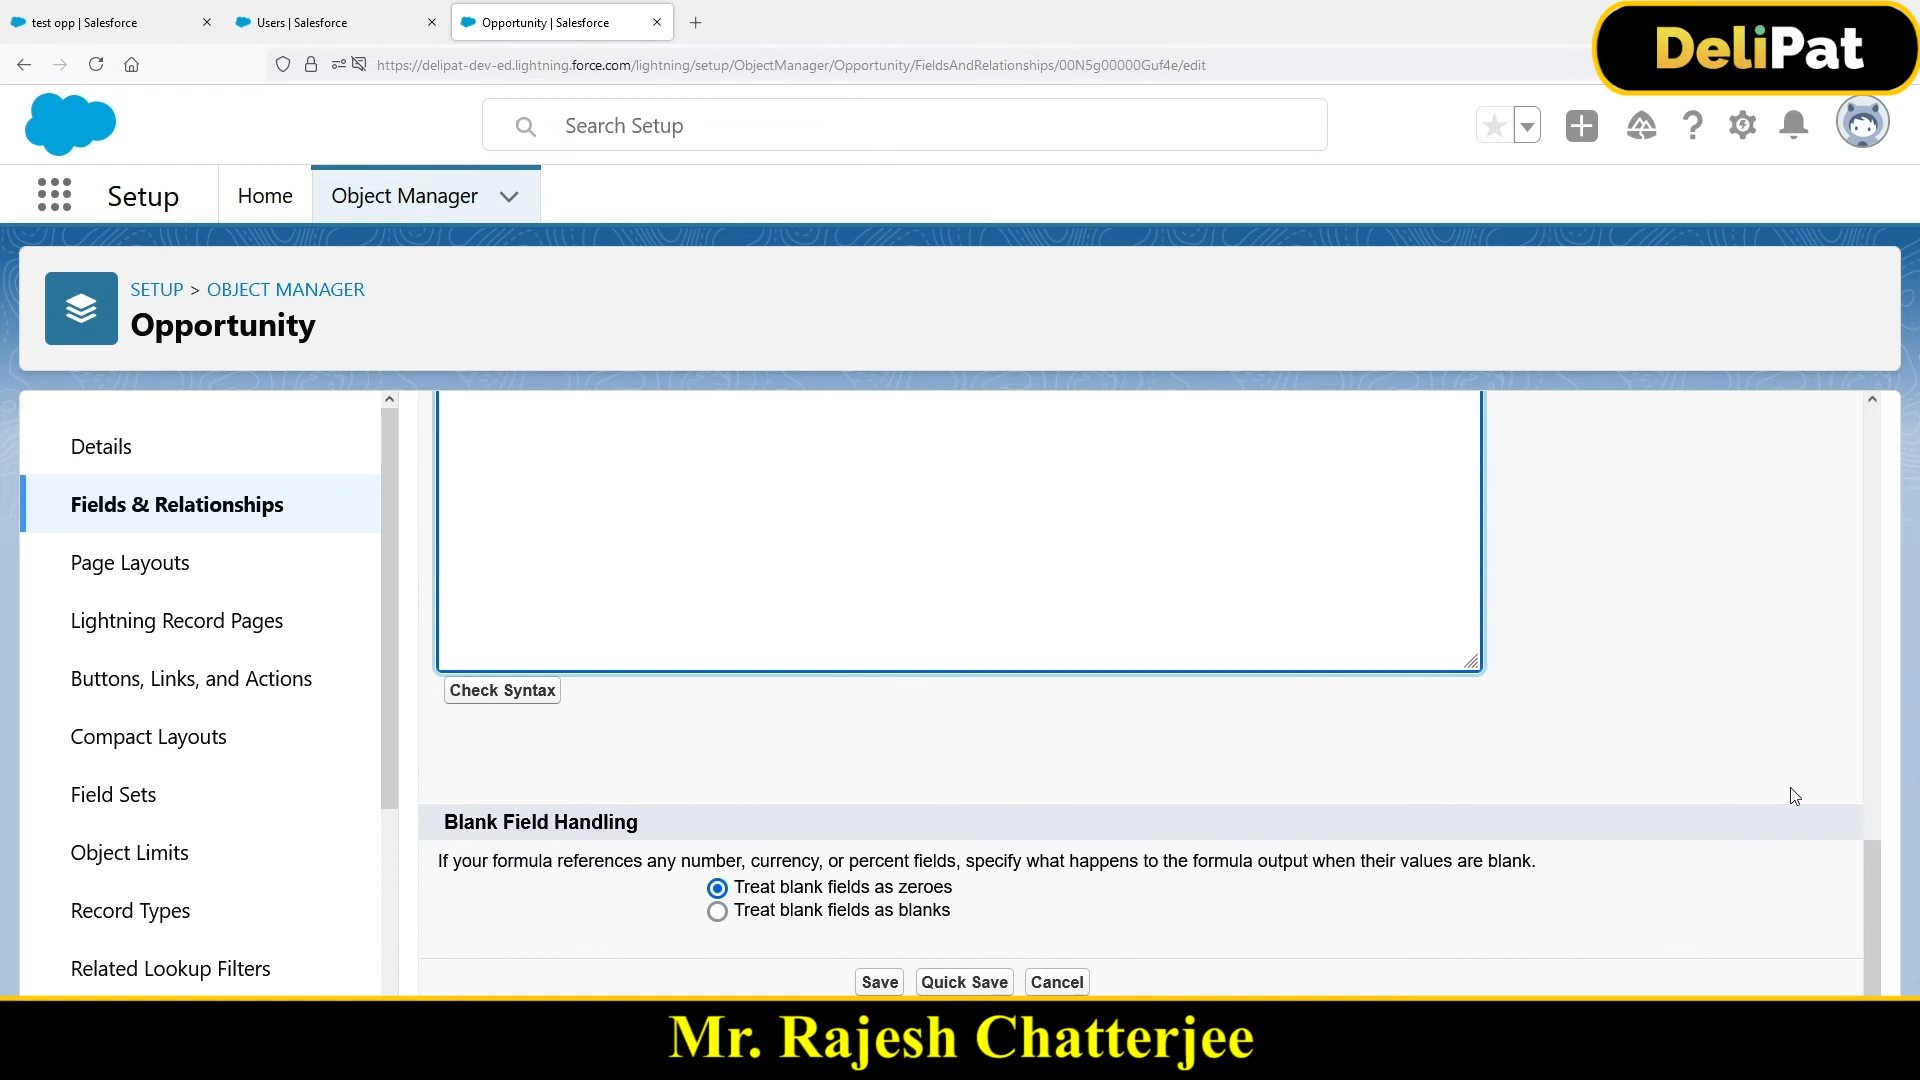 test opp | Salesforce
Users | Salesforce
Opportunity | Salesforce
DeliPat
https://delipat-dev-ed.lightning.force.com/lightning/setup/ObjectManager/Opportunity/FieldsAndRelationships/00N5g00000Guf4e/edit
Search Setup
Setup
Home
Object Manager
SETUP > OBJECT MANAGER
Opportunity
Details
Fields & Relationships
Page Layouts
Lightning Record Pages
Buttons, Links, and Actions
Compact Layouts
Field Sets
Object Limits
Record Types
Related Lookup Filters
Check Syntax
Blank Field Handling
If your formula references any number, currency, or percent fields, specify what happens to the formula output when their values are blank.
Treat blank fields as zeroes
Treat blank fields as blanks
Save
Quick Save
Cancel
Mr. Rajesh Chatterjee